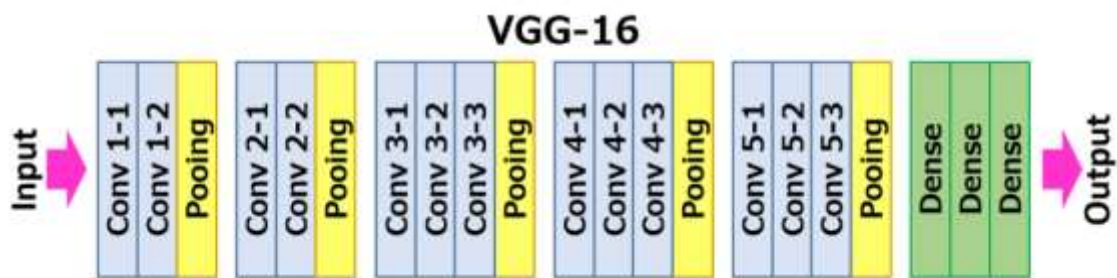 VGG-16
Input
Conv 1-1
Conv 1-2
Pooing
Conv 2-1
Conv 2-2
Pooing
Conv 3-1
Conv 3-2
Conv 3-3
Pooing
Conv 4-1
Conv 4-2
Conv 4-3
Pooing
Conv 5-1
Conv 5-2
Conv 5-3
Pooing
Dense
Dense
Dense
Output